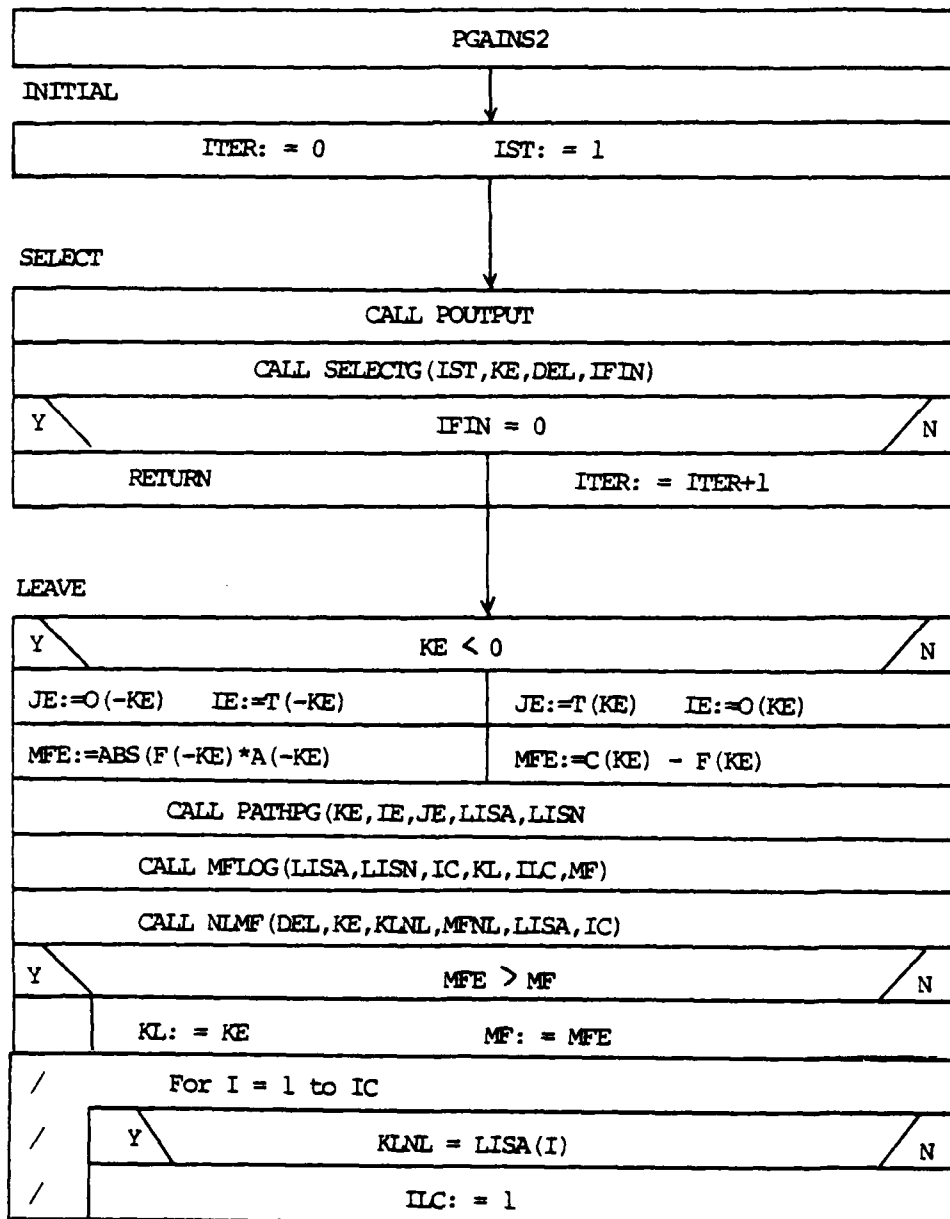 PGAINS2
INITIAL
ITER: = 0 IST: = 1
SELECT
CALL POUTPUT
CALL SELECTG(IST,KE,DEL,IFIN)
Y IFIN = 0 N
RETURN ITER: = ITER+1
LEAVE
Y KE < 0 N
JE:=O(-KE) IE:=T(-KE) JE:=T(KE) IE:=O(KE)
MFE:=ABS(F(-KE)*A(-KE) MFE:=C(KE) - F(KE)
CALL PATHPG(KE,IE,JE,LISA,LISN
CALL MFLOG(LISA,LISN,IC,KL,ILC,MF)
CALL NLMF(DEL,KE,KLNL,MFNL,LISA,IC)
Y MFE > MF N
KL: = KE MF: = MFE
/ For I = 1 to IC
/ Y KLNL = LISA(I) N
/ ILC: = 1